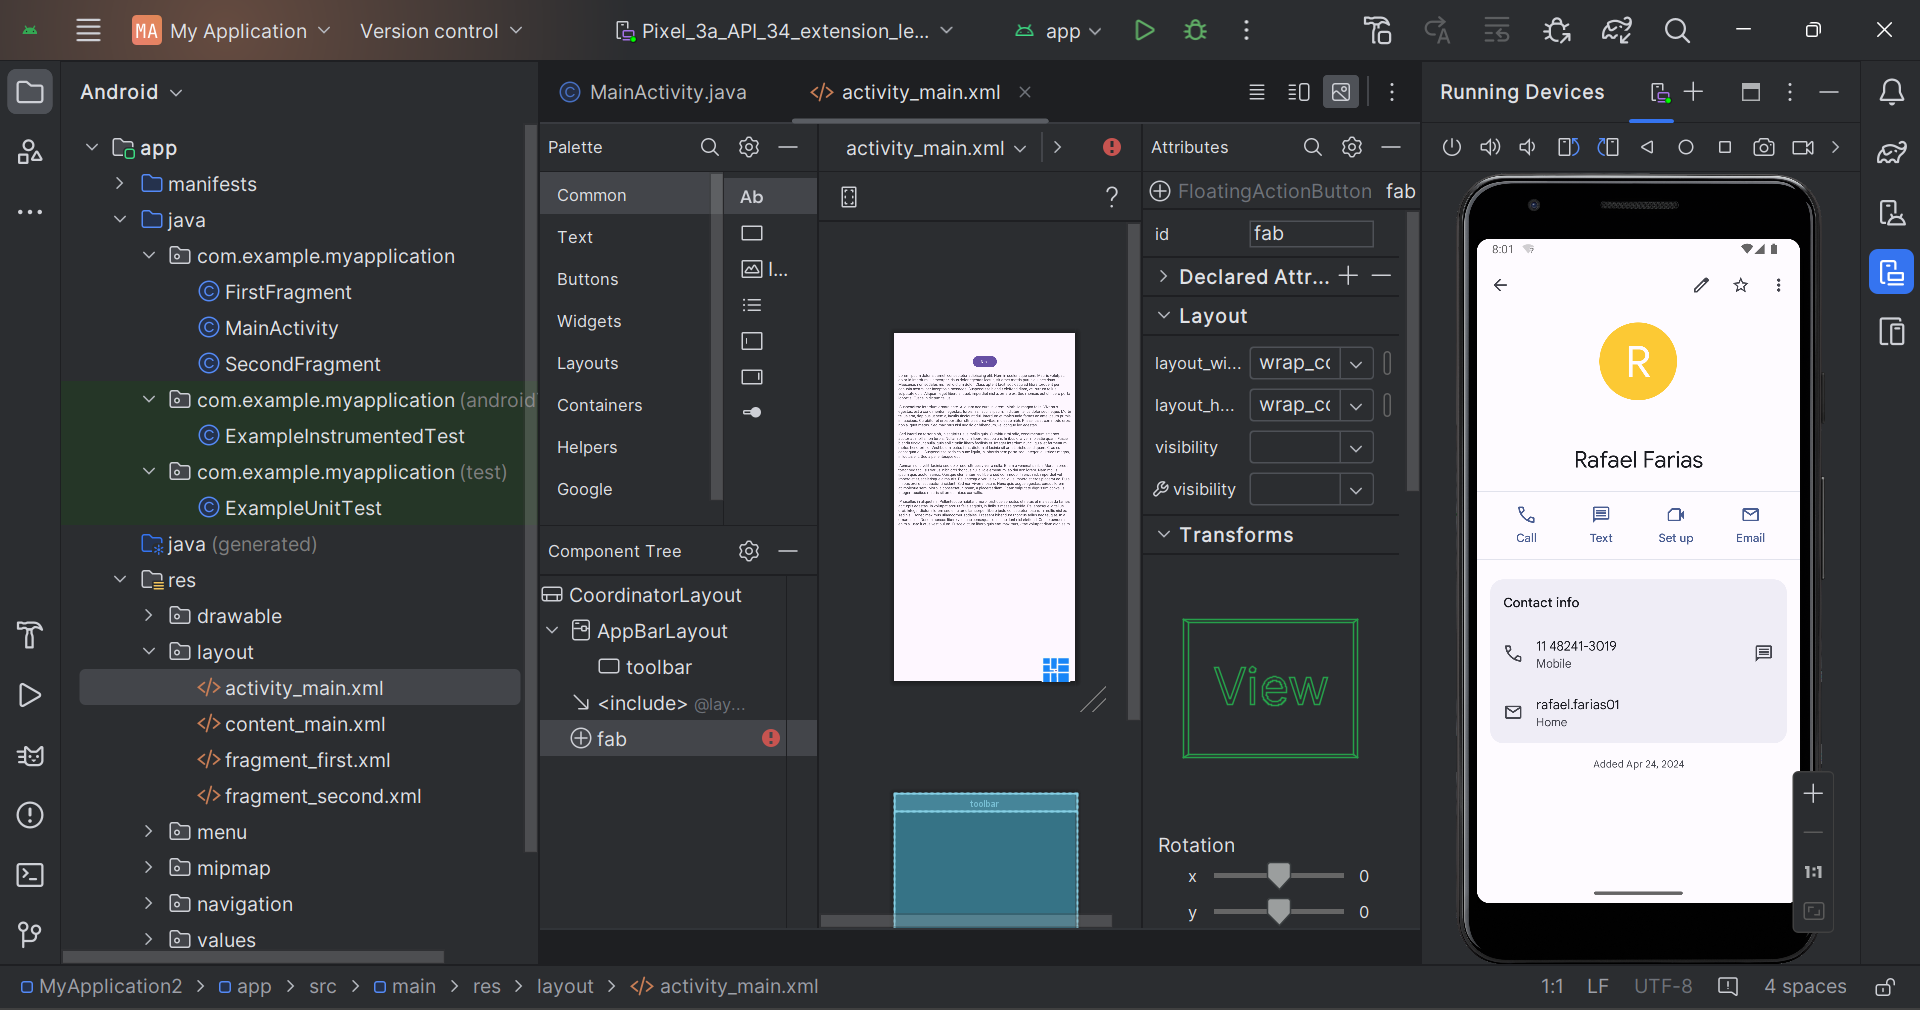 MA My Application
Version control
Pixel_3a_API_34_extension_le...
app
Android
app
manifests
java
com.example.myapplication
FirstFragment
MainActivity
SecondFragment
com.example.myapplication (android
ExampleInstrumentedTest
com.example.myapplication (test)
ExampleUnitTest
java (generated)
res
drawable
layout
activity_main.xml
content_main.xml
fragment_first.xml
fragment_second.xml
menu
mipmap
navigation
values
MainActivity.java
activity_main.xml
Palette
Common
Text
Buttons
Widgets
Layouts
Containers
Helpers
Google
Ab
I...
Component Tree
CoordinatorLayout
AppBarLayout
toolbar
<include> @lay...
fab
activity_main.xml
?
toolbar
Attributes
FloatingActionButton fab
id fab
Declared Attr...
Layout
layout_wi... wrap_cc
layout_h... wrap_cc
visibility
visibility
Transforms
View
Rotation
x 0
y 0
Running Devices
8:01
R
Rafael Farias
Call Text Set up Email
Contact info
11 48241-3019
Mobile
rafael.farias01
Home
Added Apr 24, 2024
1:1
MyApplication2 > app > src > main > res > layout > activity_main.xml
1:1 LF UTF-8 4 spaces